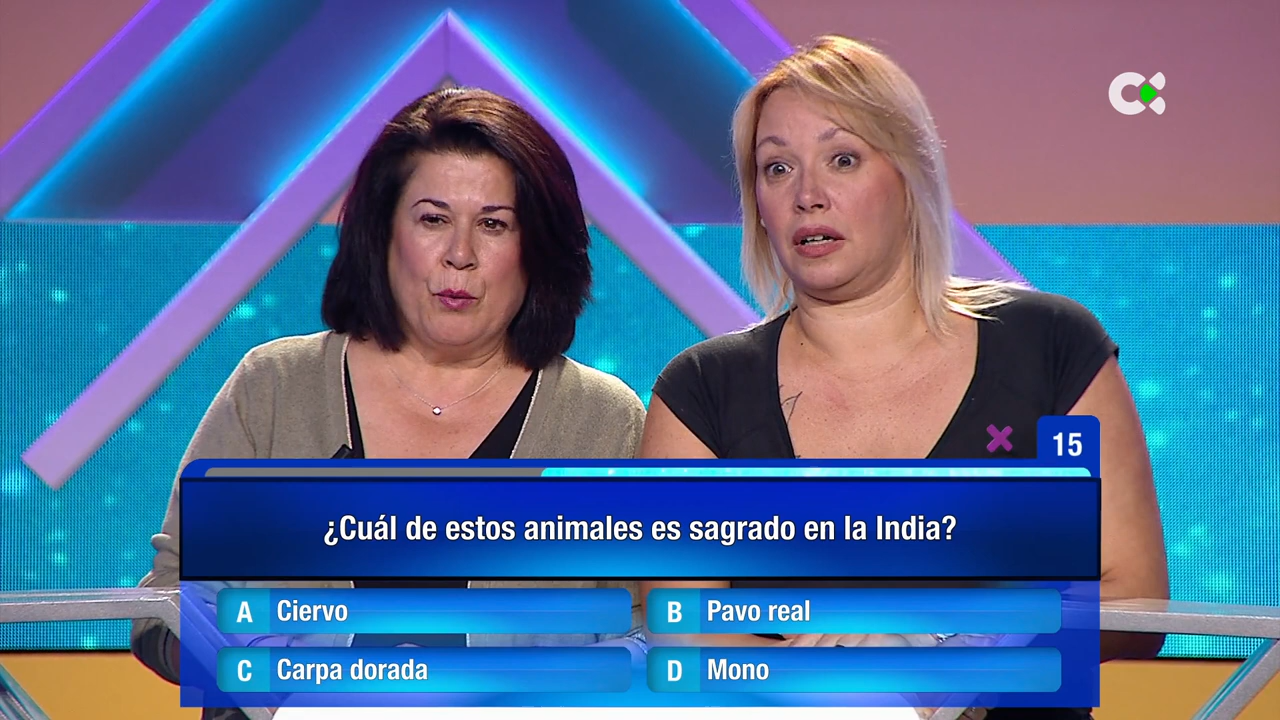 15
¿Cuál de estos animales es sagrado en la India?
A Ciervo
B Pavo real
C Carpa dorada
D Mono